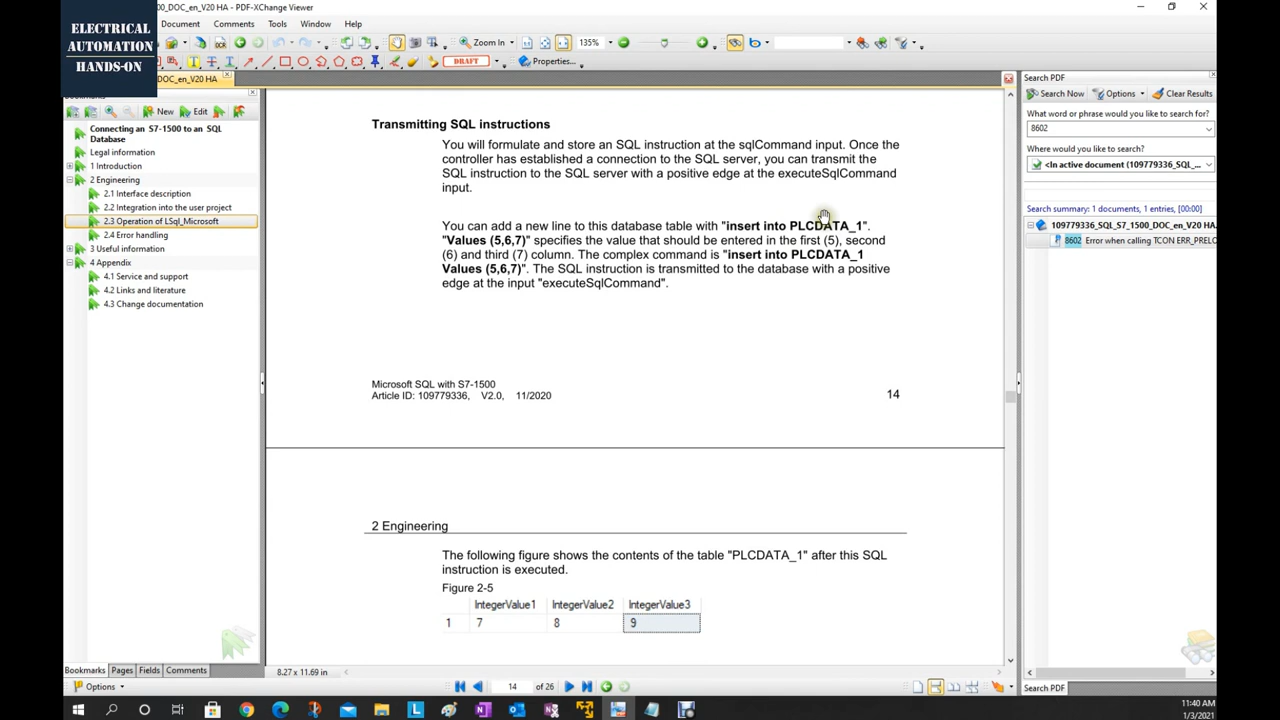 ELECTRICAL
AUTOMATION
HANDS-ON
00_DOC_en_V20 HA - PDF-XChange Viewer
Document Comments Tools Window Help
OCR Zoom In 135%
DRAFT Properties...
DOC_en_V20 HA
New Edit
Connecting an S7-1500 to an SQL
Database
Legal information
1 Introduction
2 Engineering
2.1 Interface description
2.2 Integration into the user project
2.3 Operation of LSql_Microsoft
2.4 Error handling
3 Useful information
4 Appendix
4.1 Service and support
4.2 Links and literature
4.3 Change documentation
Bookmarks Pages Fields Comments
Options
Transmitting SQL instructions
You will formulate and store an SQL instruction at the sqlCommand input. Once the
controller has established a connection to the SQL server, you can transmit the
SQL instruction to the SQL server with a positive edge at the executeSqlCommand
input.
You can add a new line to this database table with "insert into PLCDATA_1".
"Values (5,6,7)" specifies the value that should be entered in the first (5), second
(6) and third (7) column. The complex command is "insert into PLCDATA_1
Values (5,6,7)". The SQL instruction is transmitted to the database with a positive
edge at the input "executeSqlCommand".
Microsoft SQL with S7-1500
Article ID: 109779336, V2.0, 11/2020 14
2 Engineering
The following figure shows the contents of the table "PLCDATA_1" after this SQL
instruction is executed.
Figure 2-5
IntegerValue1 IntegerValue2 IntegerValue3
1 7 8 9
8.27 x 11.69 in
14 of 26
Search PDF
Search Now Options Clear Results
What word or phrase would you like to search for?
8602
Where would you like to search?
<In active document (109779336_SQL_...
Search summary: 1 documents, 1 entries, [00:00]
109779336_SQL_S7_1500_DOC_en_V20 HA.
8602 Error when calling TCON ERR_PRELO
Search PDF
11:40 AM
1/3/2021